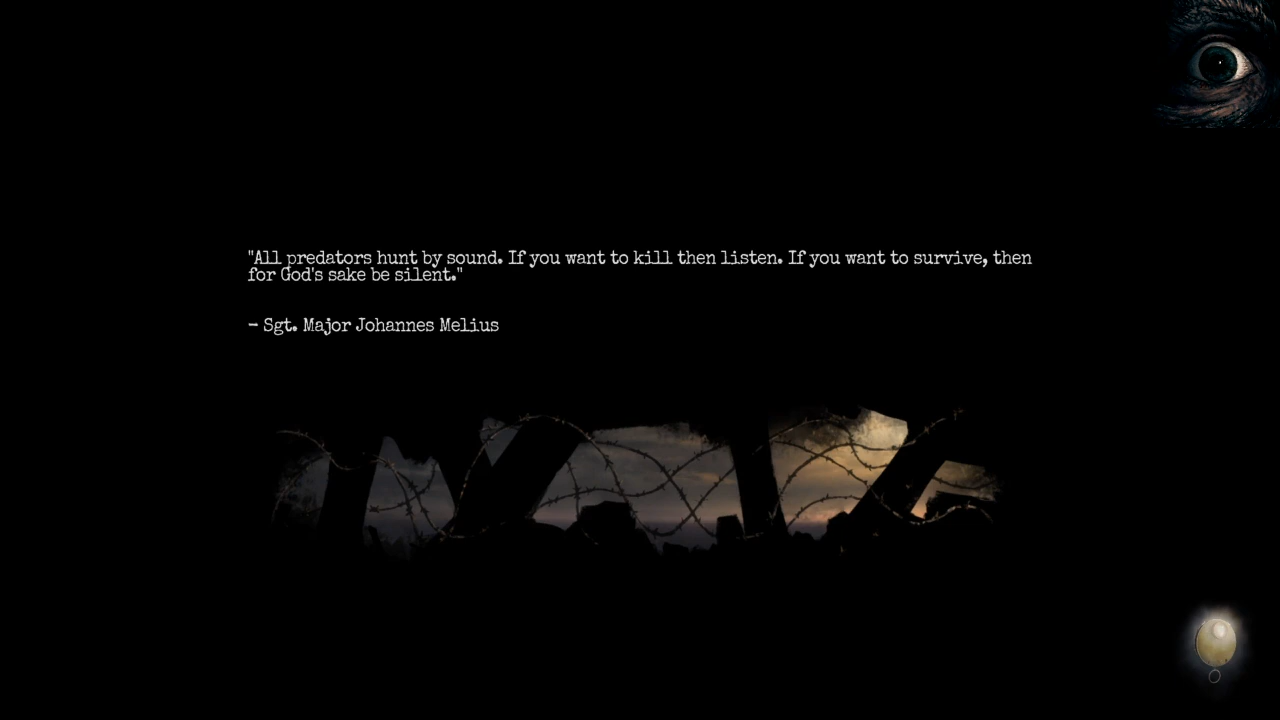 "All predators hunt by sound. If you want to kill then listen. If you want to survive, then
for God's sake be silent."
- Sgt. Major Johannes Melius